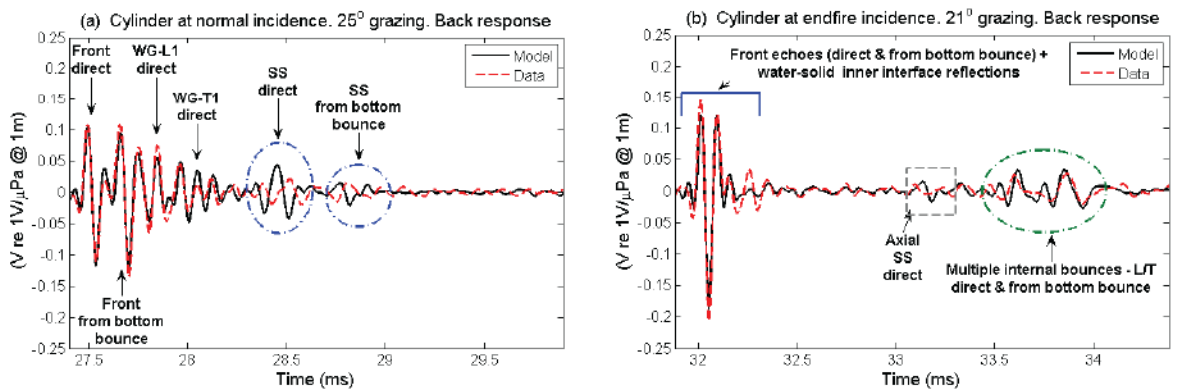 (a) Cylinder at normal incidence. 25⁰ grazing. Back response
(V re 1V/μPa @ 1m)
0.25
0.2
0.15
0.1
0.05
0
-0.05
-0.1
-0.15
-0.2
-0.25
Front
direct
WG-L1
direct
WG-T1
direct
SS
direct
SS
from bottom
bounce
Model
Data
Front
from bottom
bounce
27.5
28
28.5
29
29.5
Time (ms)
(b) Cylinder at endfire incidence. 21⁰ grazing. Back response
(V re 1V/μPa @ 1m)
0.25
0.2
0.15
0.1
0.05
0
-0.05
-0.1
-0.15
-0.2
-0.25
Front echoes (direct & from bottom bounce) +
water-solid inner interface reflections
Model
Data
Axial
SS
direct
Multiple internal bounces - L/T
direct & from bottom bounce
32
32.5
33
33.5
34
Time (ms)